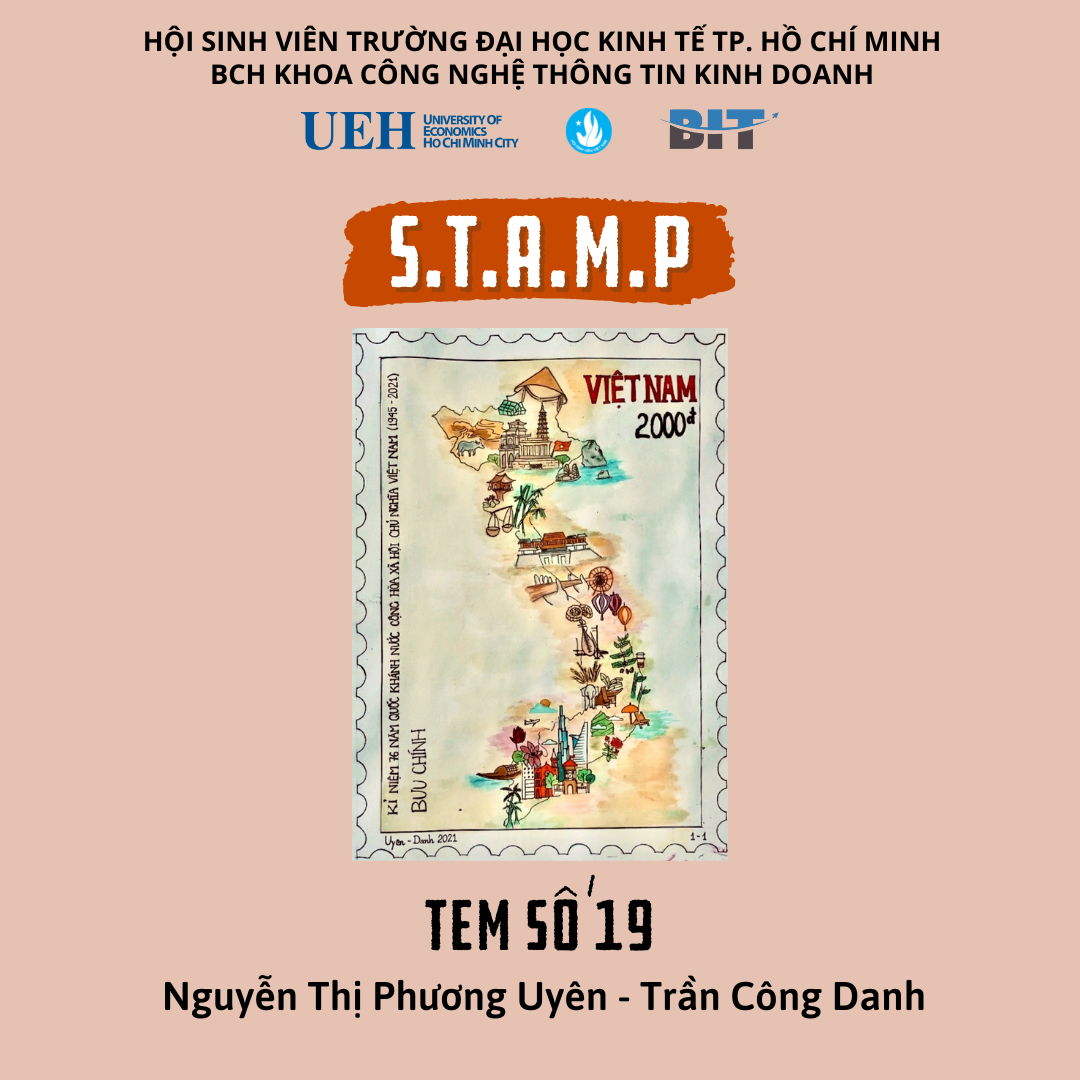 HỘI SINH VIÊN TRƯỜNG ĐẠI HỌC KINH TẾ TP. HỒ CHÍ MINH
BCH KHOA CÔNG NGHỆ THÔNG TIN KINH DOANH
UEH UNIVERSITY OF
ECONOMICS
HO CHI MINH CITY
BIT
S.T.A.M.P
VIỆT NAM
2000đ
KỈ NIỆM 76 NĂM QUỐC KHÁNH NƯỚC CỘNG HÒA XÃ HỘI CHỦ NGHĨA VIỆT NAM (1945 - 2021)
BƯU CHÍNH
Uyên - Danh 2021
1-1
TEM SỐ 19
Nguyễn Thị Phương Uyên - Trần Công Danh